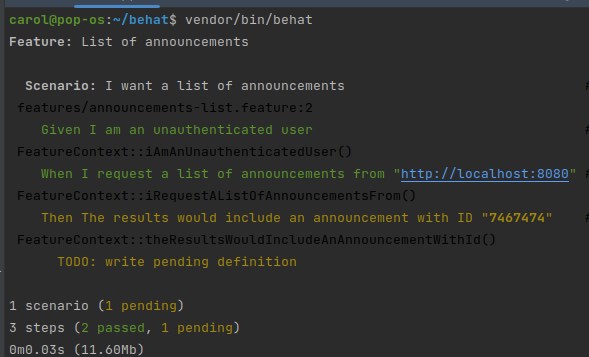 carol@pop-os:~/behat$ vendor/bin/behat
Feature: List of announcements
Scenario: I want a list of announcements #
features/announcements-list.feature:2
Given I am an unauthenticated user #
FeatureContext::iAmAnUnauthenticatedUser()
When I request a list of announcements from "http://localhost:8080" #
FeatureContext::iRequestAListOfAnnouncementsFrom()
Then The results would include an announcement with ID "7467474" #
FeatureContext::theResultsWouldIncludeAnAnnouncementWithId()
TODO: write pending definition
1 scenario (1 pending)
3 steps (2 passed, 1 pending)
0m0.03s (11.60Mb)